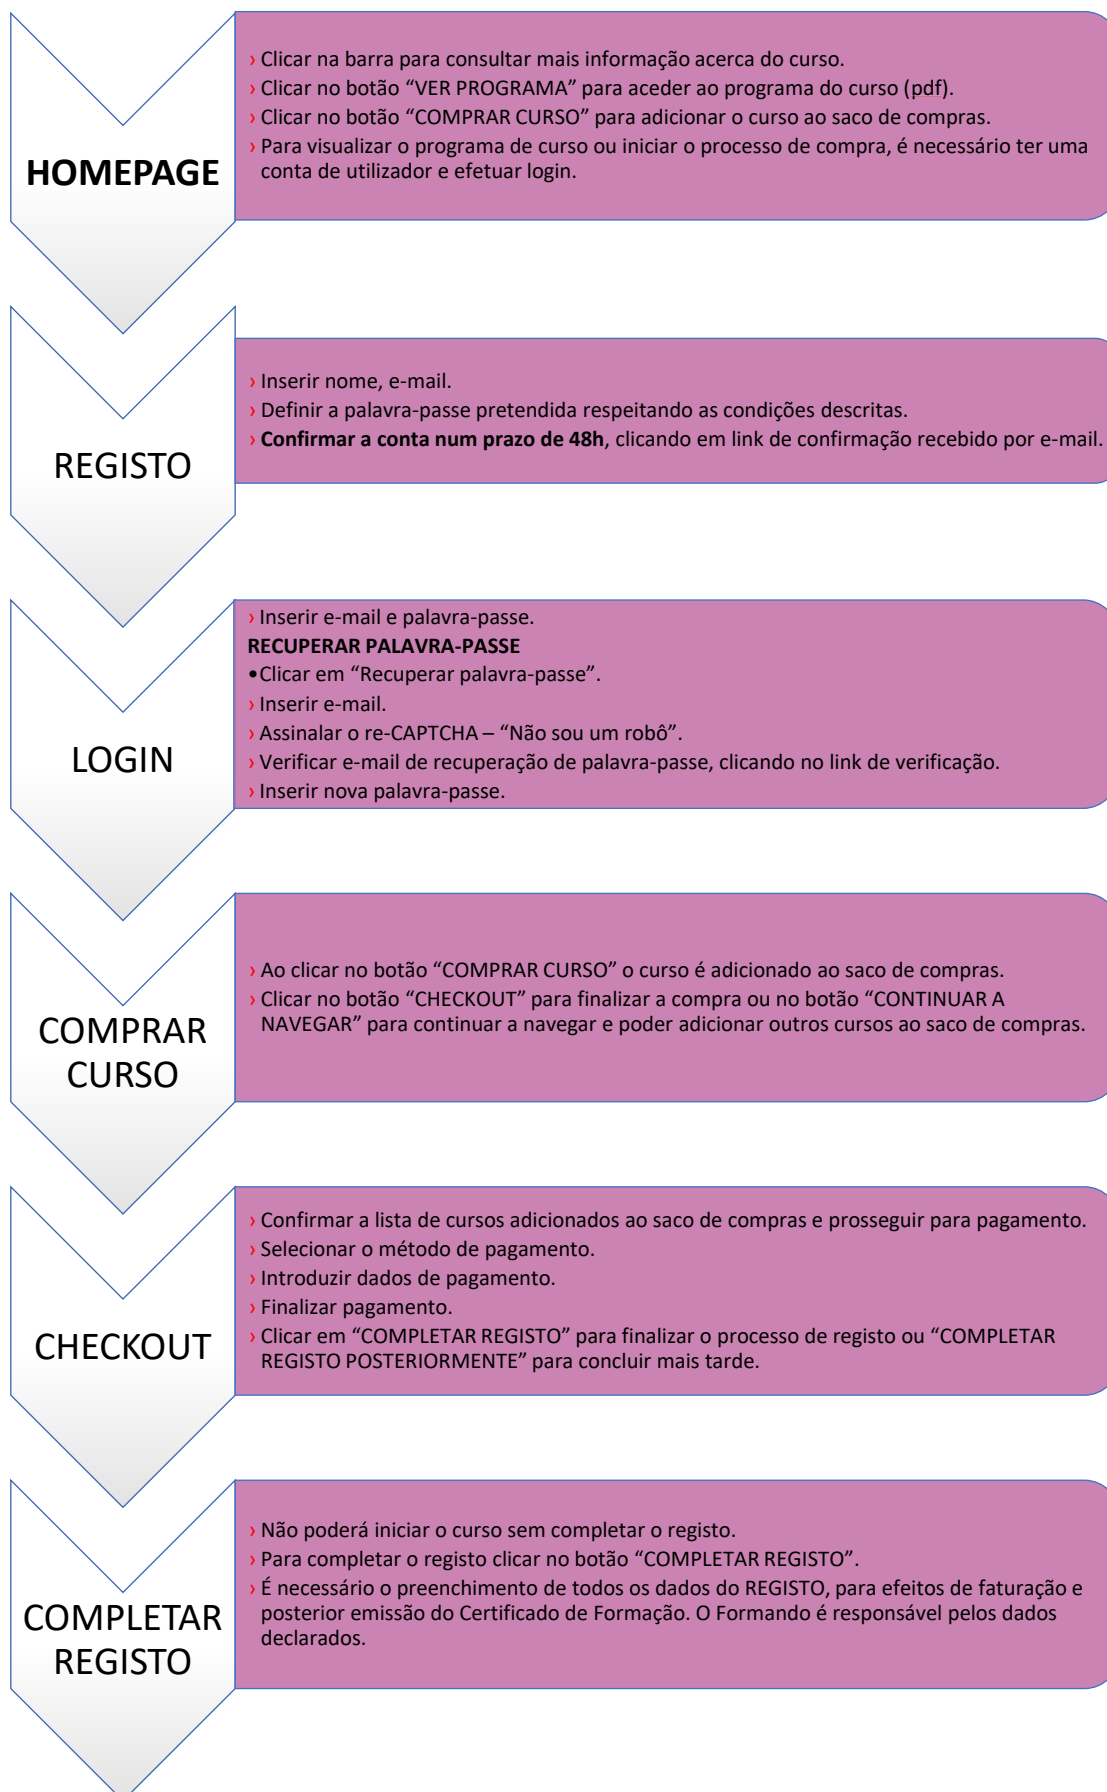 HOMEPAGE
› Clicar na barra para consultar mais informação acerca do curso.
› Clicar no botão “VER PROGRAMA” para aceder ao programa do curso (pdf).
› Clicar no botão “COMPRAR CURSO” para adicionar o curso ao saco de compras.
› Para visualizar o programa de curso ou iniciar o processo de compra, é necessário ter uma
conta de utilizador e efetuar login.
REGISTO
› Inserir nome, e-mail.
› Definir a palavra-passe pretendida respeitando as condições descritas.
› Confirmar a conta num prazo de 48h, clicando em link de confirmação recebido por e-mail.
LOGIN
› Inserir e-mail e palavra-passe.
RECUPERAR PALAVRA-PASSE
•Clicar em “Recuperar palavra-passe”.
› Inserir e-mail.
› Assinalar o re-CAPTCHA – “Não sou um robô”.
› Verificar e-mail de recuperação de palavra-passe, clicando no link de verificação.
› Inserir nova palavra-passe.
COMPRAR
CURSO
› Ao clicar no botão “COMPRAR CURSO” o curso é adicionado ao saco de compras.
› Clicar no botão “CHECKOUT” para finalizar a compra ou no botão “CONTINUAR A
NAVEGAR” para continuar a navegar e poder adicionar outros cursos ao saco de compras.
CHECKOUT
› Confirmar a lista de cursos adicionados ao saco de compras e prosseguir para pagamento.
› Selecionar o método de pagamento.
› Introduzir dados de pagamento.
› Finalizar pagamento.
› Clicar em “COMPLETAR REGISTO” para finalizar o processo de registo ou “COMPLETAR
REGISTO POSTERIORMENTE” para concluir mais tarde.
COMPLETAR
REGISTO
› Não poderá iniciar o curso sem completar o registo.
› Para completar o registo clicar no botão “COMPLETAR REGISTO”.
› É necessário o preenchimento de todos os dados do REGISTO, para efeitos de faturação e
posterior emissão do Certificado de Formação. O Formando é responsável pelos dados
declarados.